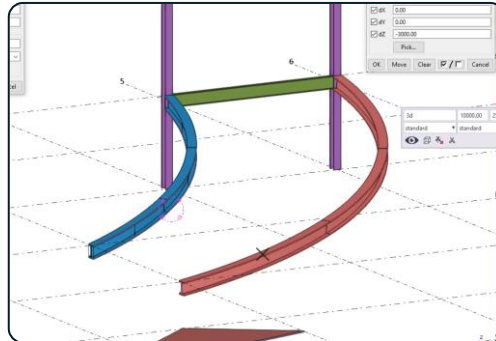 dX 0.00
dY 0.00
dZ -3000.00
Pick...
OK Move Clear / Cancel
6
5
3d 10000.00
standard standard
z